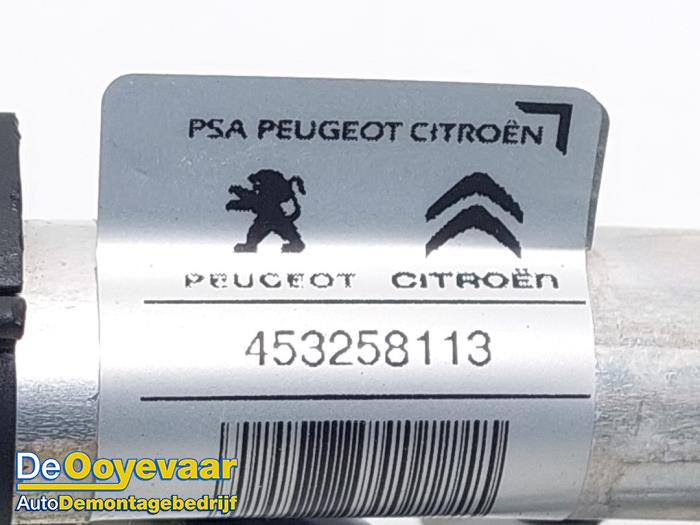 PSA PEUGEOT CITROËN
PEUGEOT CITROËN
453258113
De Ooyevaar
AutoDemontagebedrijf